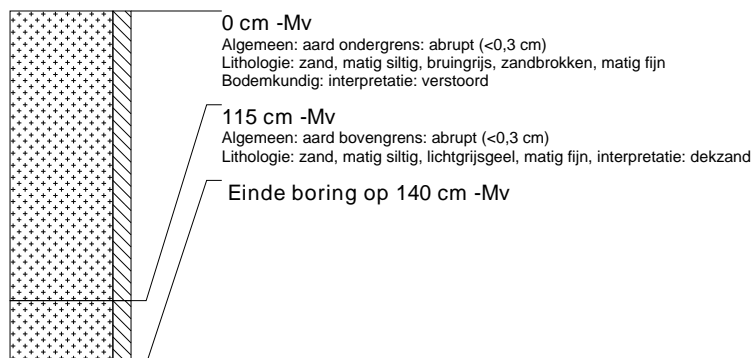 0 cm -Mv
Algemeen: aard ondergrens: abrupt (<0,3 cm)
Lithologie: zand, matig siltig, bruingrijs, zandbrokken, matig fijn
Bodemkundig: interpretatie: verstoord
115 cm -Mv
Algemeen: aard bovengrens: abrupt (<0,3 cm)
Lithologie: zand, matig siltig, lichtgrijsgeel, matig fijn, interpretatie: dekzand
Einde boring op 140 cm -Mv